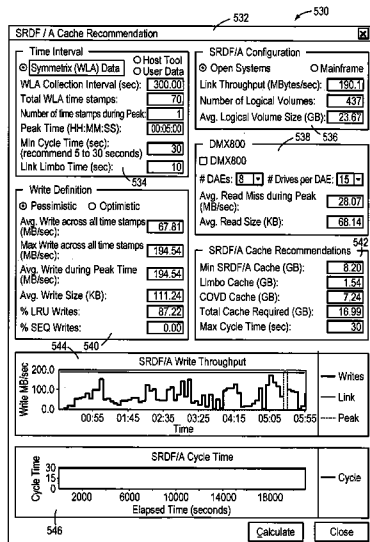 532
530
SRDF / A Cache Recommendation
Time Interval
Symmetrix (WLA) Data
Host Tool
User Data
WLA Collection Interval (sec): 300.00
Total WLA time stamps: 70
Number of time stamps during Peak: 1
Peak Time (HH:MM:SS): 00:05:00
Min Cycle Time (sec): 30
(recommend 5 to 30 seconds)
Link Limbo Time (sec): 10
534
Write Definition
Pessimistic Optimistic
Avg. Write across all time stamps (MB/sec): 67.81
Max Write across all time stamps (MB/sec): 194.54
Avg. Write during Peak Time (MB/sec): 194.54
Avg. Write Size (KB): 111.24
% LRU Writes: 87.22
% SEQ Writes: 0.00
544
540
SRDF/A Configuration
Open Systems Mainframe
Link Throughput (MBytes/sec): 190.1
Number of Logical Volumes: 437
Avg. Logical Volume Size (GB): 23.67
538
536
DMX800
DMX800
# DAEs: 8 # Drives per DAE: 15
Avg. Read Miss during Peak (MB/sec): 28.07
Avg. Read Size (KB): 68.14
542
SRDF/A Cache Recommendations
Min SRDF/A Cache (GB): 8.20
Limbo Cache (GB): 1.54
COVD Cache (GB): 7.24
Total Cache Required (GB): 16.99
Max Cycle Time (sec): 30
SRDF/A Write Throughput
Write MB/sec
200.0
100.0
0.0
00:55 01:45 02:35 03:25 04:15 05:05 05:55
Time
Writes
Link
Peak
SRDF/A Cycle Time
Cycle Time
30
15
0
2000 6000 10000 14000 18000
Elapsed Time (seconds)
Cycle
546
Calculate Close